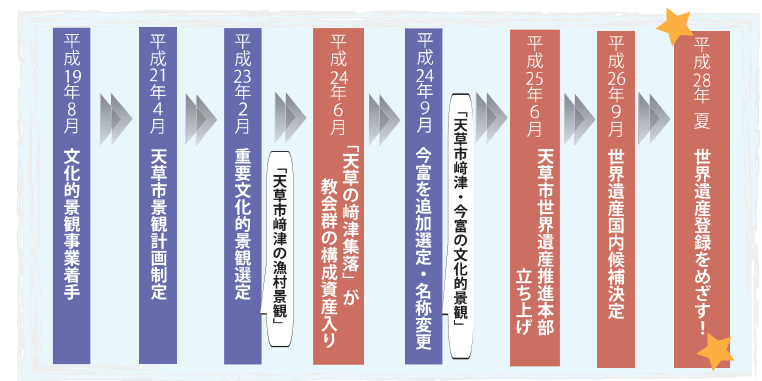 平成19年8月
文化的景観事業着手
平成21年4月
天草市景観計画制定
平成23年2月
重要文化的景観選定
「天草市﨑津の漁村景観」
平成24年6月
「天草の﨑津集落」が
教会群の構成資産入り
平成24年9月
今富を追加選定・名称変更
「天草市﨑津・今富の文化的景観」
平成25年6月
天草市世界遺産推進本部
立ち上げ
平成26年9月
世界遺産国内候補決定
平成28年 夏
世界遺産登録をめざす!